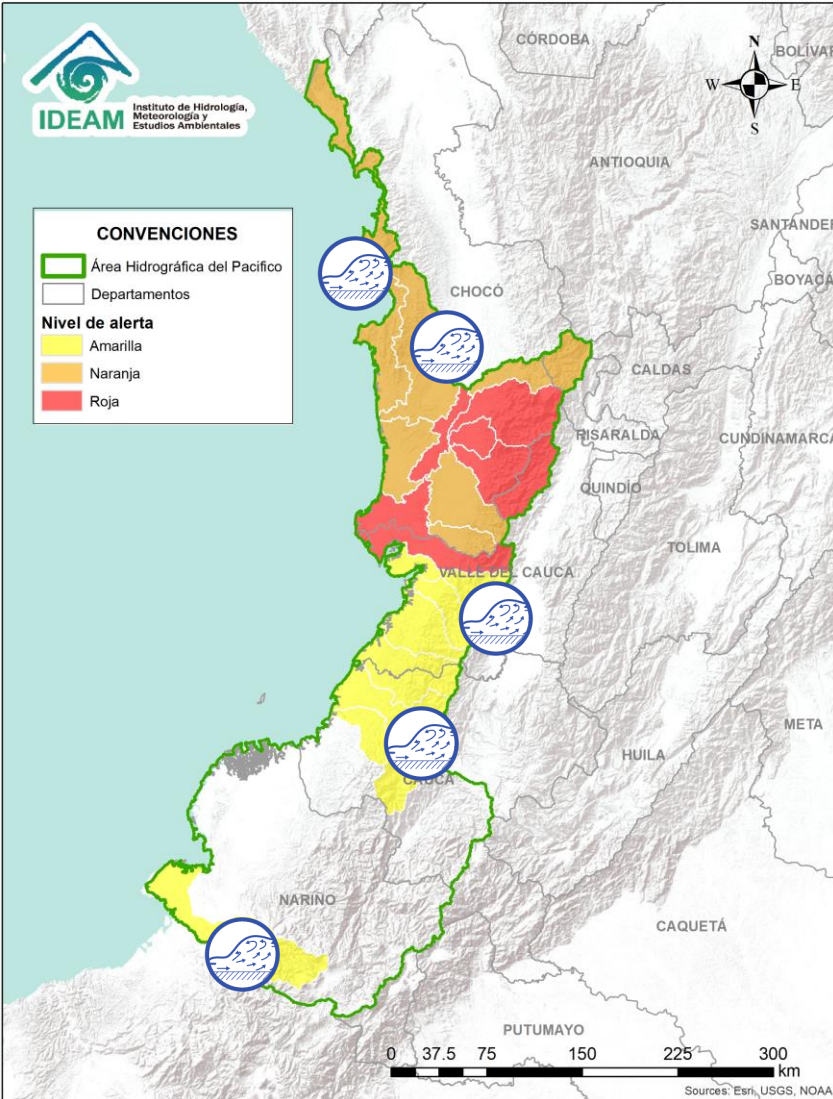 IDEAM
Instituto de Hidrología,
Meteorología y
Estudios Ambientales
N
W
E
S
CÓRDOBA
BOLÍVAR
ANTIOQUIA
SANTANDER
BOYACÁ
CONVENCIONES
Área Hidrográfica del Pacifico
Departamentos
Nivel de alerta
Amarilla
Naranja
Roja
CHOCÓ
CALDAS
RISARALDA
CUNDINAMARCA
QUINDÍO
TOLIMA
VALLE DEL CAUCA
META
HUILA
CAUCA
NARIÑO
CAQUETÁ
PUTUMAYO
0 37.5 75 150 225 300
km
Sources: Esri, USGS, NOAA